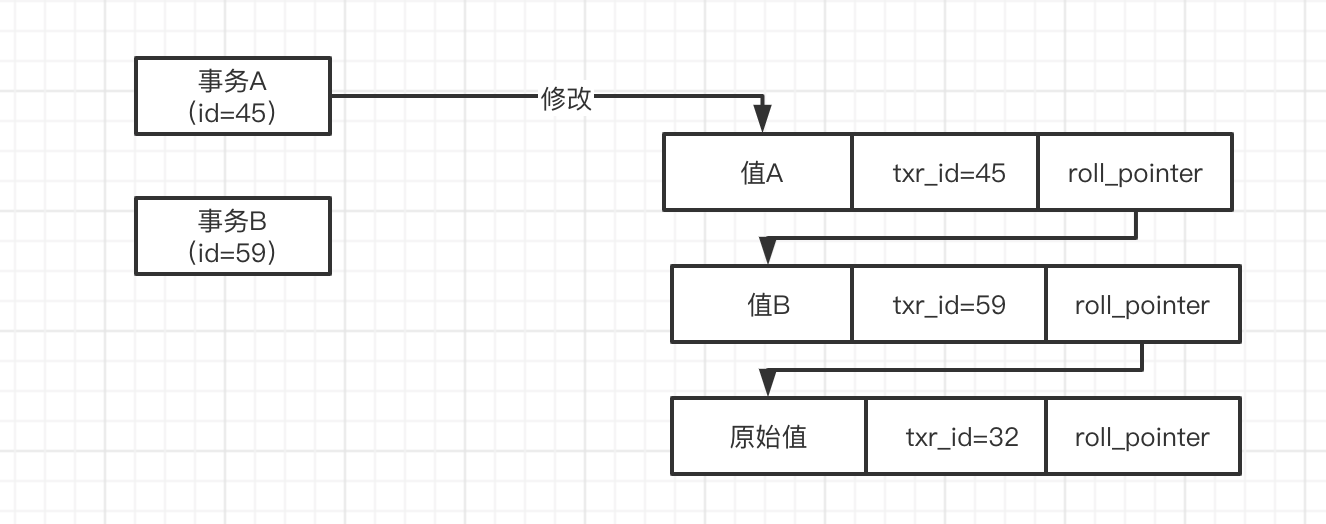 事务A
（id=45）
修改
值A
txr_id=45
roll_pointer
事务B
（id=59）
值B
txr_id=59
roll_pointer
原始值
txr_id=32
roll_pointer